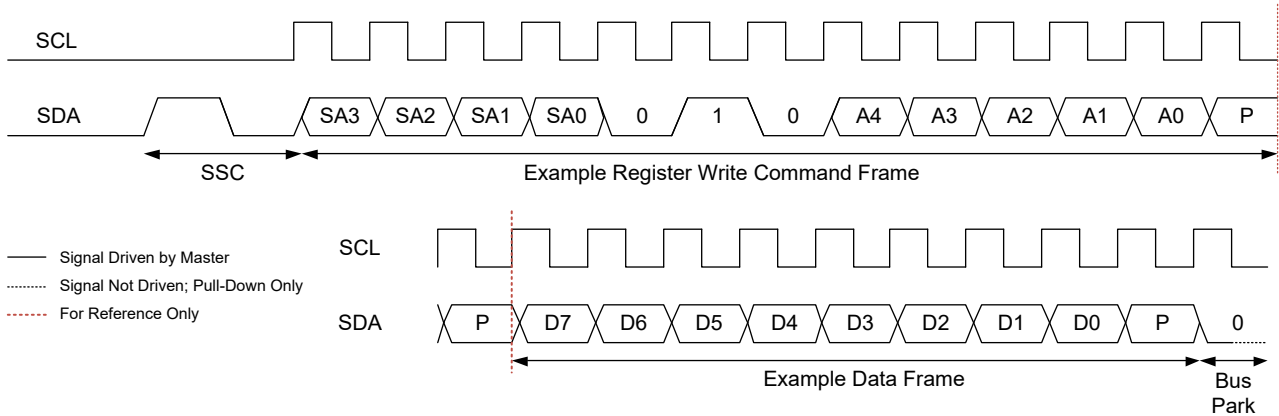 SCL
SDA SA3 SA2 SA1 SA0 0 1 0 A4 A3 A2 A1 A0 P
SSC Example Register Write Command Frame
SCL
Signal Driven by Master
Signal Not Driven; Pull-Down Only
For Reference Only
SDA P D7 D6 D5 D4 D3 D2 D1 D0 P 0
Example Data Frame
Bus
Park